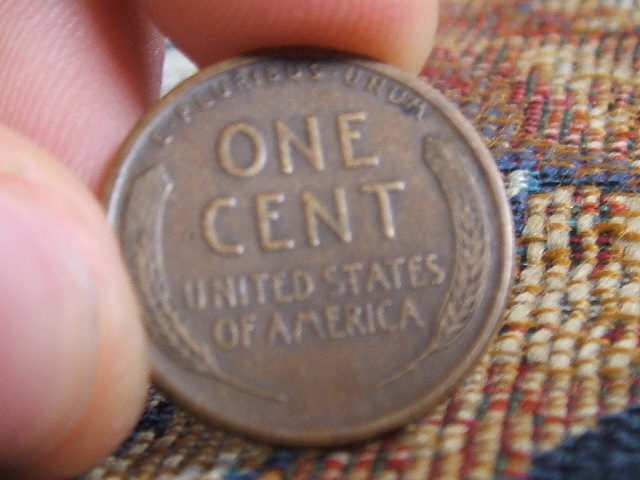 E·PLURIBUS·UNUM
ONE
CENT
UNITED STATES
OF AMERICA